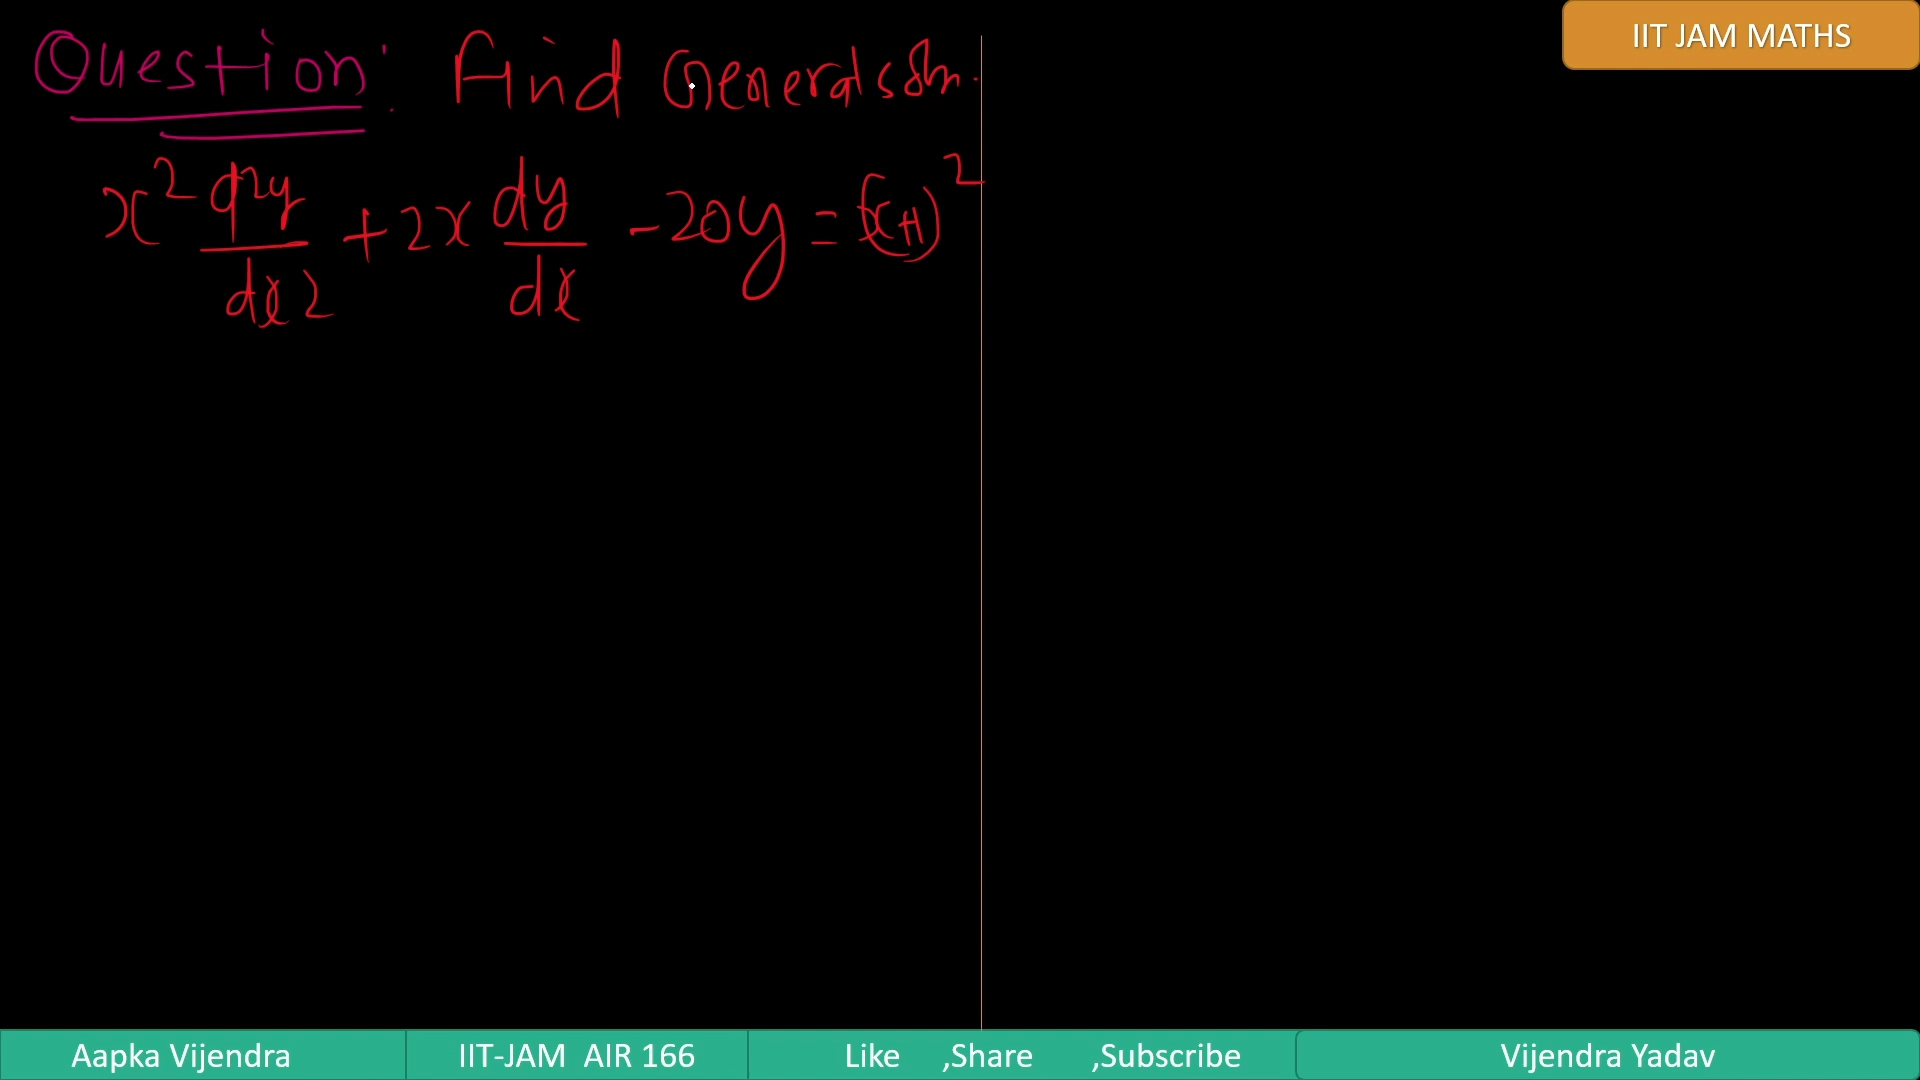 Question: Find General soln.
x² d²y/dx² + 2x dy/dx - 20y = (x+1)²
IIT JAM MATHS
Aapka Vijendra
IIT-JAM AIR 166
Like ,Share ,Subscribe
Vijendra Yadav